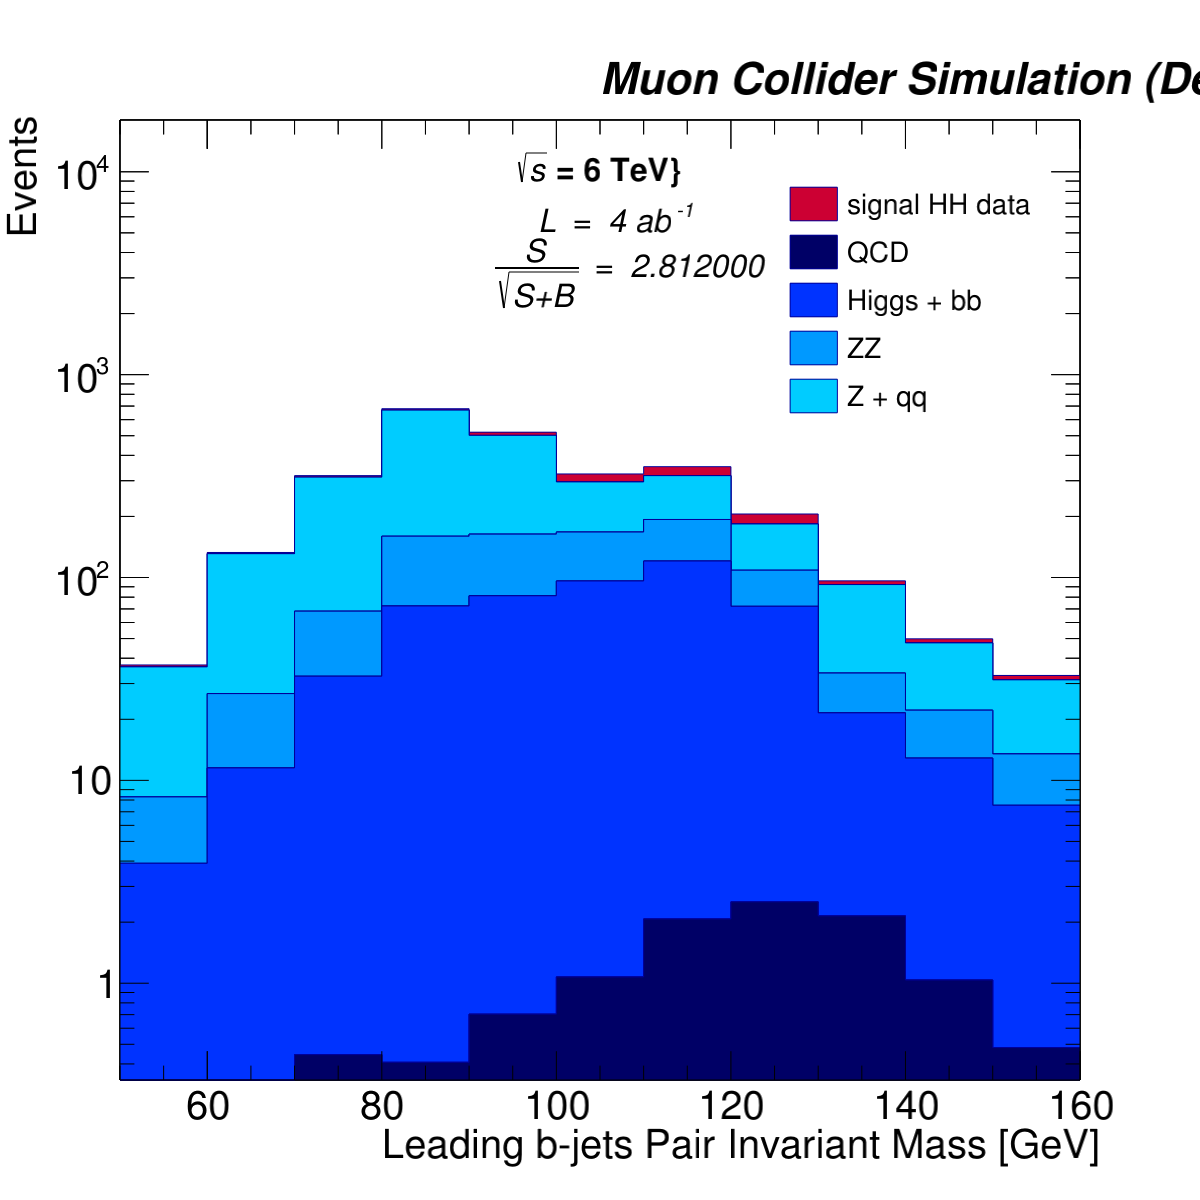 Muon Collider Simulation (De
Events
√s = 6 TeV}
L = 4 ab⁻¹
S
√S+B = 2.812000
signal HH data
QCD
Higgs + bb
ZZ
Z + qq
10⁴
10³
10²
10
1
60 80 100 120 140 160
Leading b-jets Pair Invariant Mass [GeV]